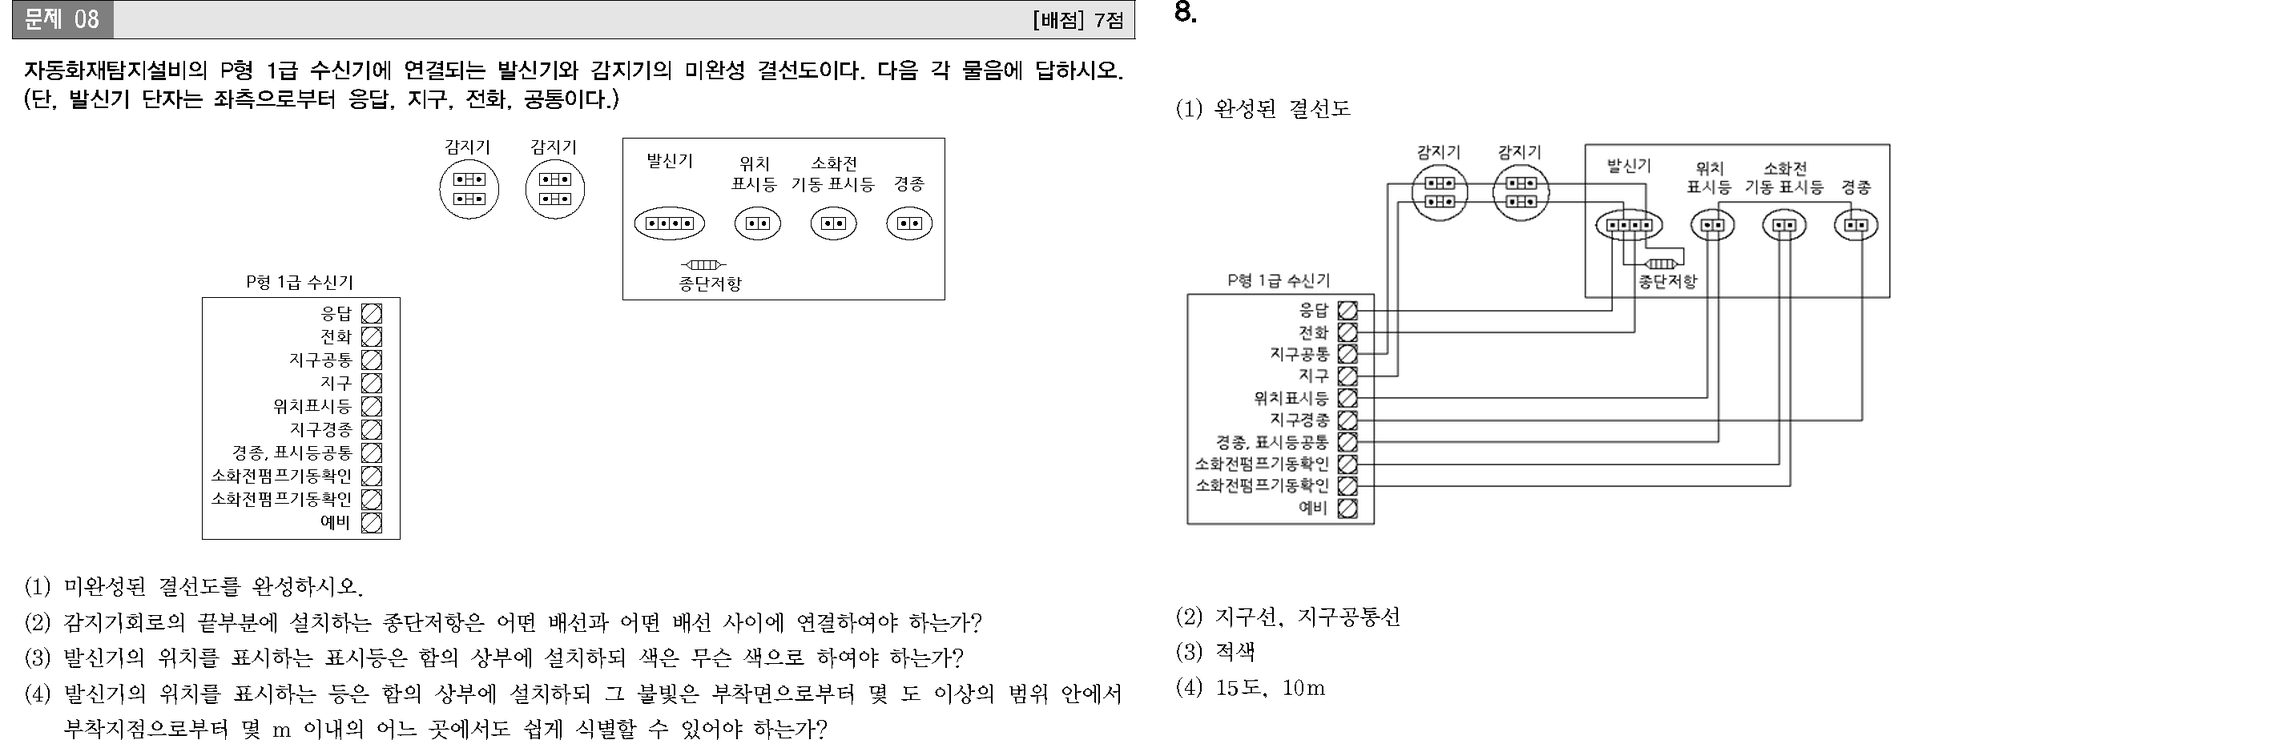 문제 08
[배점] 7점
자동화재탐지설비의 P형 1급 수신기에 연결되는 발신기와 감지기의 미완성 결선도이다. 다음 각 물음에 답하시오.
(단, 발신기 단자는 좌측으로부터 응답, 지구, 전화, 공통이다.)
감지기
감지기
발신기
위치
표시등
소화전
기동 표시등
경종
종단저항
P형 1급 수신기
응답
전화
지구공통
지구
위치표시등
지구경종
경종, 표시등공통
소화전펌프기동확인
소화전펌프기동확인
예비
(1) 미완성된 결선도를 완성하시오.
(2) 감지기회로의 끝부분에 설치하는 종단저항은 어떤 배선과 어떤 배선 사이에 연결하여야 하는가?
(3) 발신기의 위치를 표시하는 표시등은 함의 상부에 설치하되 색은 무슨 색으로 하여야 하는가?
(4) 발신기의 위치를 표시하는 등은 함의 상부에 설치하되 그 불빛은 부착면으로부터 몇 도 이상의 범위 안에서
부착지점으로부터 몇 m 이내의 어느 곳에서도 쉽게 식별할 수 있어야 하는가?
8.
(1) 완성된 결선도
감지기
감지기
발신기
위치
표시등
소화전
기동 표시등
경종
종단저항
P형 1급 수신기
응답
전화
지구공통
지구
위치표시등
지구경종
경종, 표시등공통
소화전펌프기동확인
소화전펌프기동확인
예비
(2) 지구선, 지구공통선
(3) 적색
(4) 15도, 10m